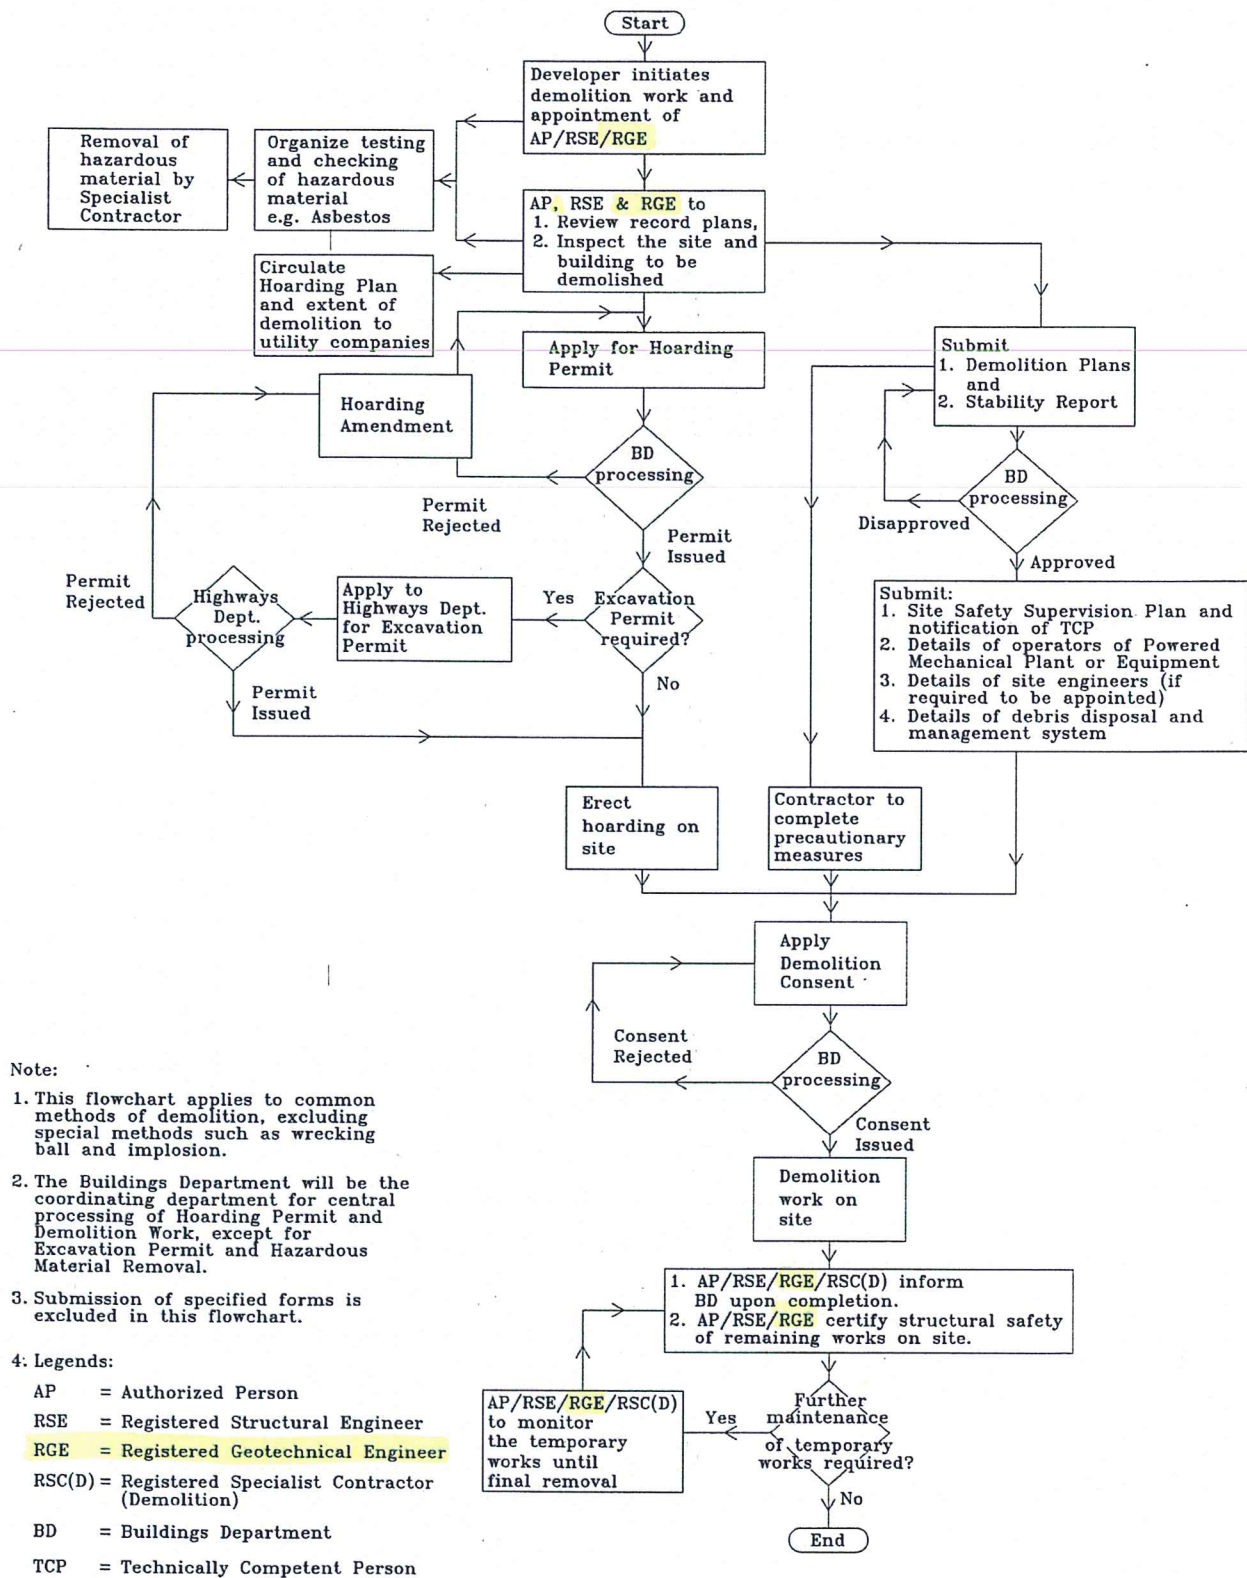 Start
Developer initiates
demolition work and
appointment of
AP/RSE/RGE
Removal of
hazardous
material by
Specialist
Contractor
Organize testing
and checking
of hazardous
material
e.g. Asbestos
AP, RSE & RGE to
1. Review record plans,
2. Inspect the site and
building to be
demolished
Circulate
Hoarding Plan
and extent of
demolition to
utility companies
Apply for Hoarding
Permit
Submit
1. Demolition Plans
and
2. Stability Report
Hoarding
Amendment
BD
processing
BD
processing
Permit
Rejected
Disapproved
Permit
Issued
Approved
Permit
Rejected
Highways
Dept.
processing
Apply to
Highways Dept.
for Excavation
Permit
Yes
Excavation
Permit
required?
Submit:
1. Site Safety Supervision Plan and
notification of TCP
2. Details of operators of Powered
Mechanical Plant or Equipment
3. Details of site engineers (if
required to be appointed)
4. Details of debris disposal and
management system
Permit
Issued
No
Erect
hoarding on
site
Contractor to
complete
precautionary
measures
Apply
Demolition
Consent
Consent
Rejected
BD
processing
Consent
Issued
Demolition
work on
site
1. AP/RSE/RGE/RSC(D) inform
BD upon completion.
2. AP/RSE/RGE certify structural safety
of remaining works on site.
AP/RSE/RGE/RSC(D)
to monitor
the temporary
works until
final removal
Yes
Further
maintenance
of temporary
works required?
No
End
Note:
1. This flowchart applies to common
methods of demolition, excluding
special methods such as wrecking
ball and implosion.
2. The Buildings Department will be the
coordinating department for central
processing of Hoarding Permit and
Demolition Work, except for
Excavation Permit and Hazardous
Material Removal.
3. Submission of specified forms is
excluded in this flowchart.
4. Legends:
AP = Authorized Person
RSE = Registered Structural Engineer
RGE = Registered Geotechnical Engineer
RSC(D) = Registered Specialist Contractor
(Demolition)
BD = Buildings Department
TCP = Technically Competent Person